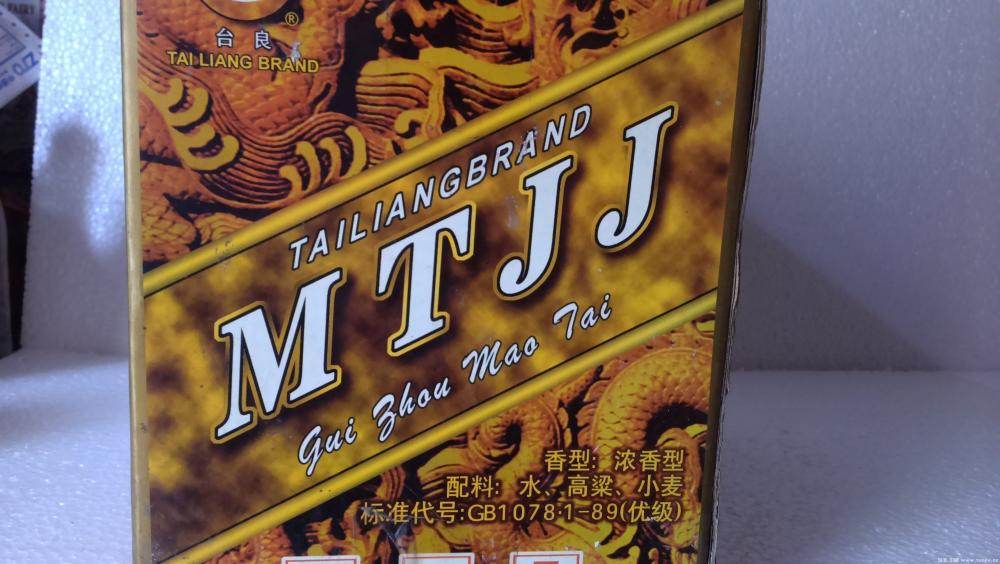 ®
台良
TAI LIANG BRAND
TAILIANGBRAND
MTJJ
Gui Zhou Mao Tai
香型: 浓香型
配料: 水、高粱、小麦
标准代号:GB10781-89(优级)